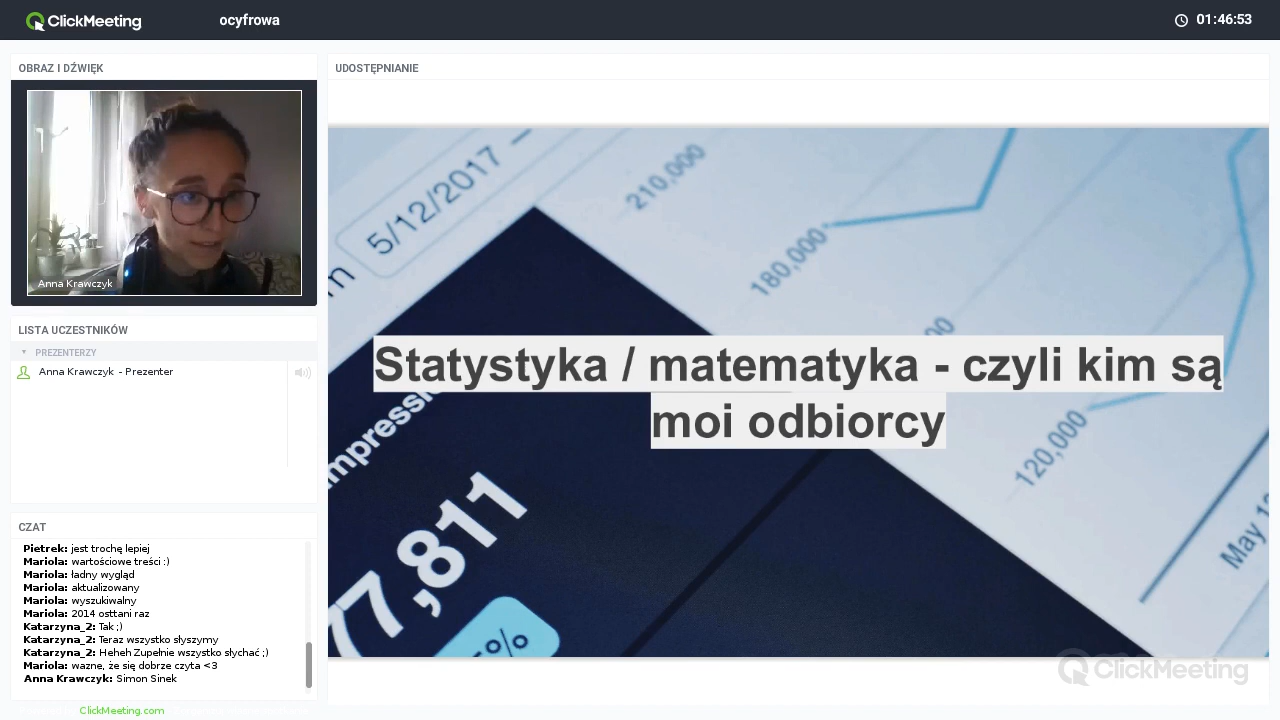 ClickMeeting
ocyfrowa
01:46:53
OBRAZ I DŹWIĘK
Anna Krawczyk
LISTA UCZESTNIKÓW
PREZENTERZY
Anna Krawczyk - Prezenter
CZAT
Pietrek: jest trochę lepiej
Mariola: wartościowe treści :)
Mariola: ładny wygląd
Mariola: aktualizowany
Mariola: wyszukiwalny
Mariola: 2014 osttani raz
Katarzyna_2: Tak ;)
Katarzyna_2: Teraz wszystko słyszymy
Katarzyna_2: Heheh Zupełnie wszystko słychać ;)
Mariola: wazne, że się dobrze czyta <3
Anna Krawczyk: Simon Sinek
ClickMeeting.com
UDOSTĘPNIANIE
5/12/2017
210,000
180,000
Statystyka / matematyka - czyli kim są
moi odbiorcy
120,000
77,811
%
May
ClickMeeting